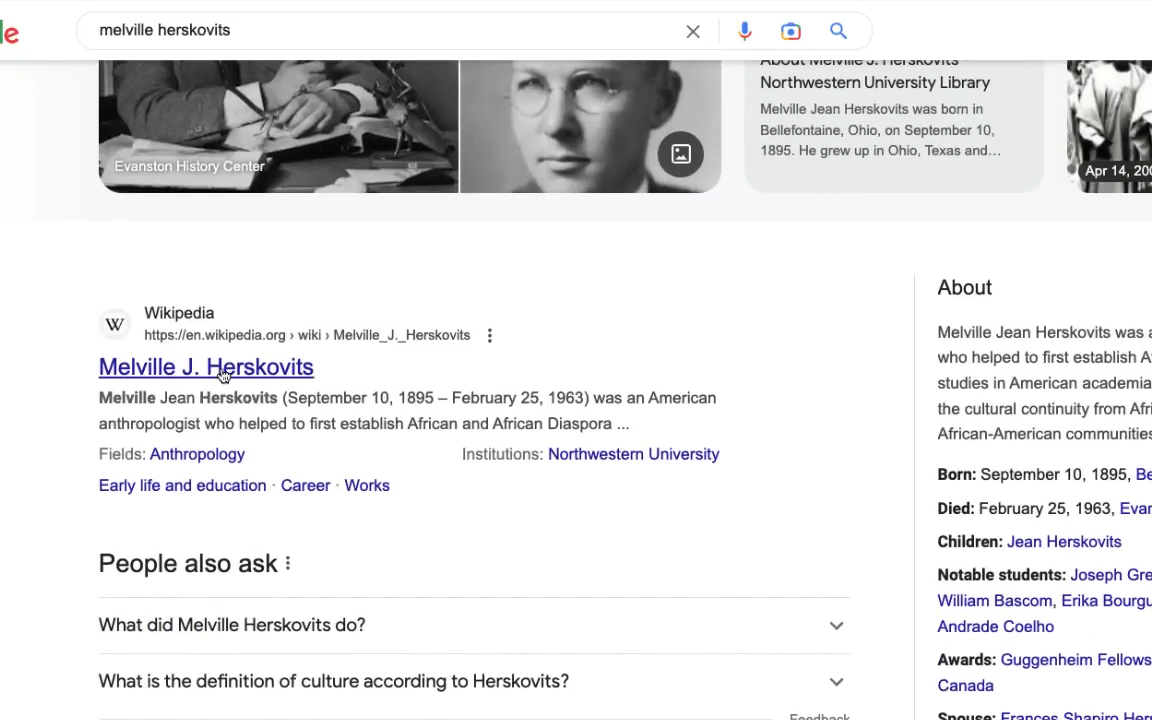 melville herskovits
Northwestern University Library
Melville Jean Herskovits was born in
Bellefontaine, Ohio, on September 10,
1895. He grew up in Ohio, Texas and...
Evanston History Center
Apr 14, 200
Wikipedia
https://en.wikipedia.org › wiki › Melville_J._Herskovits
Melville J. Herskovits
Melville Jean Herskovits (September 10, 1895 – February 25, 1963) was an American
anthropologist who helped to first establish African and African Diaspora ...
Fields: Anthropology
Institutions: Northwestern University
Early life and education · Career · Works
People also ask
What did Melville Herskovits do?
What is the definition of culture according to Herskovits?
Feedback
About
Melville Jean Herskovits was a
who helped to first establish A
studies in American academia
the cultural continuity from Afri
African-American communities
Born: September 10, 1895, Be
Died: February 25, 1963, Evan
Children: Jean Herskovits
Notable students: Joseph Gre
William Bascom, Erika Bourgu
Andrade Coelho
Awards: Guggenheim Fellows
Canada
Spouse: Frances Shapiro Hers